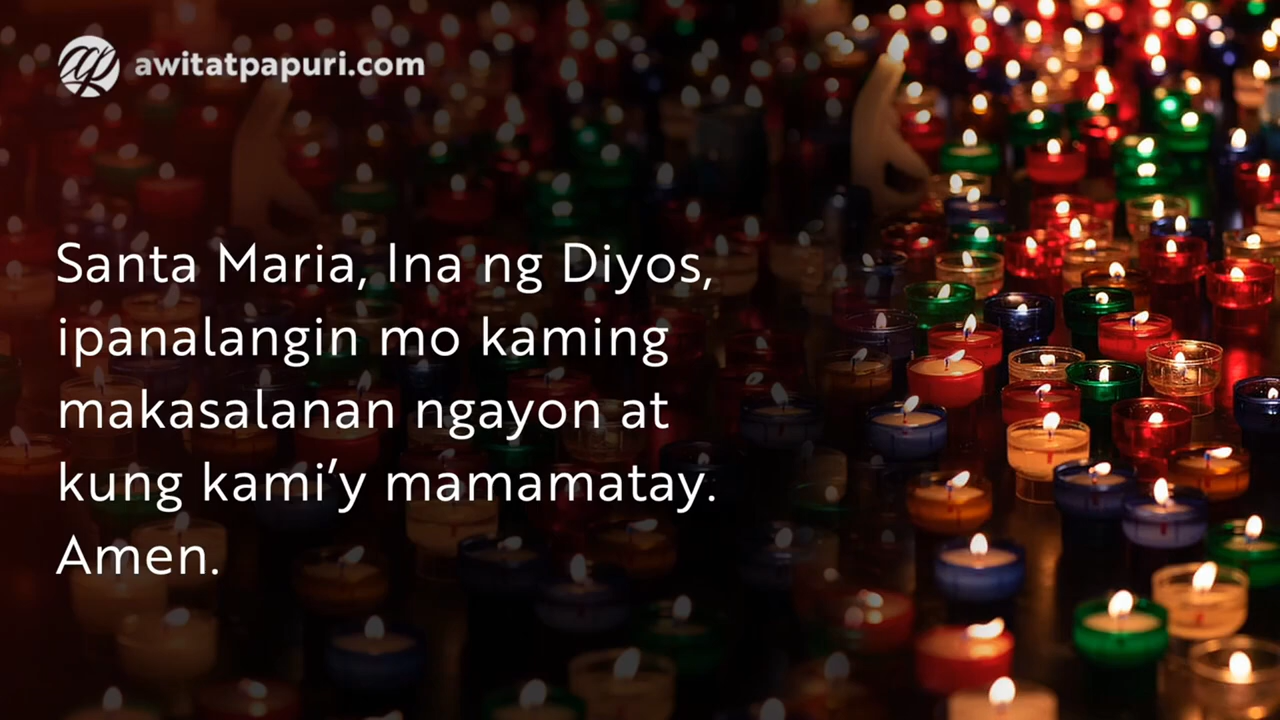 awitatpapuri.com
Santa Maria, Ina ng Diyos,
ipanalangin mo kaming
makasalanan ngayon at
kung kami’y mamamatay.
Amen.